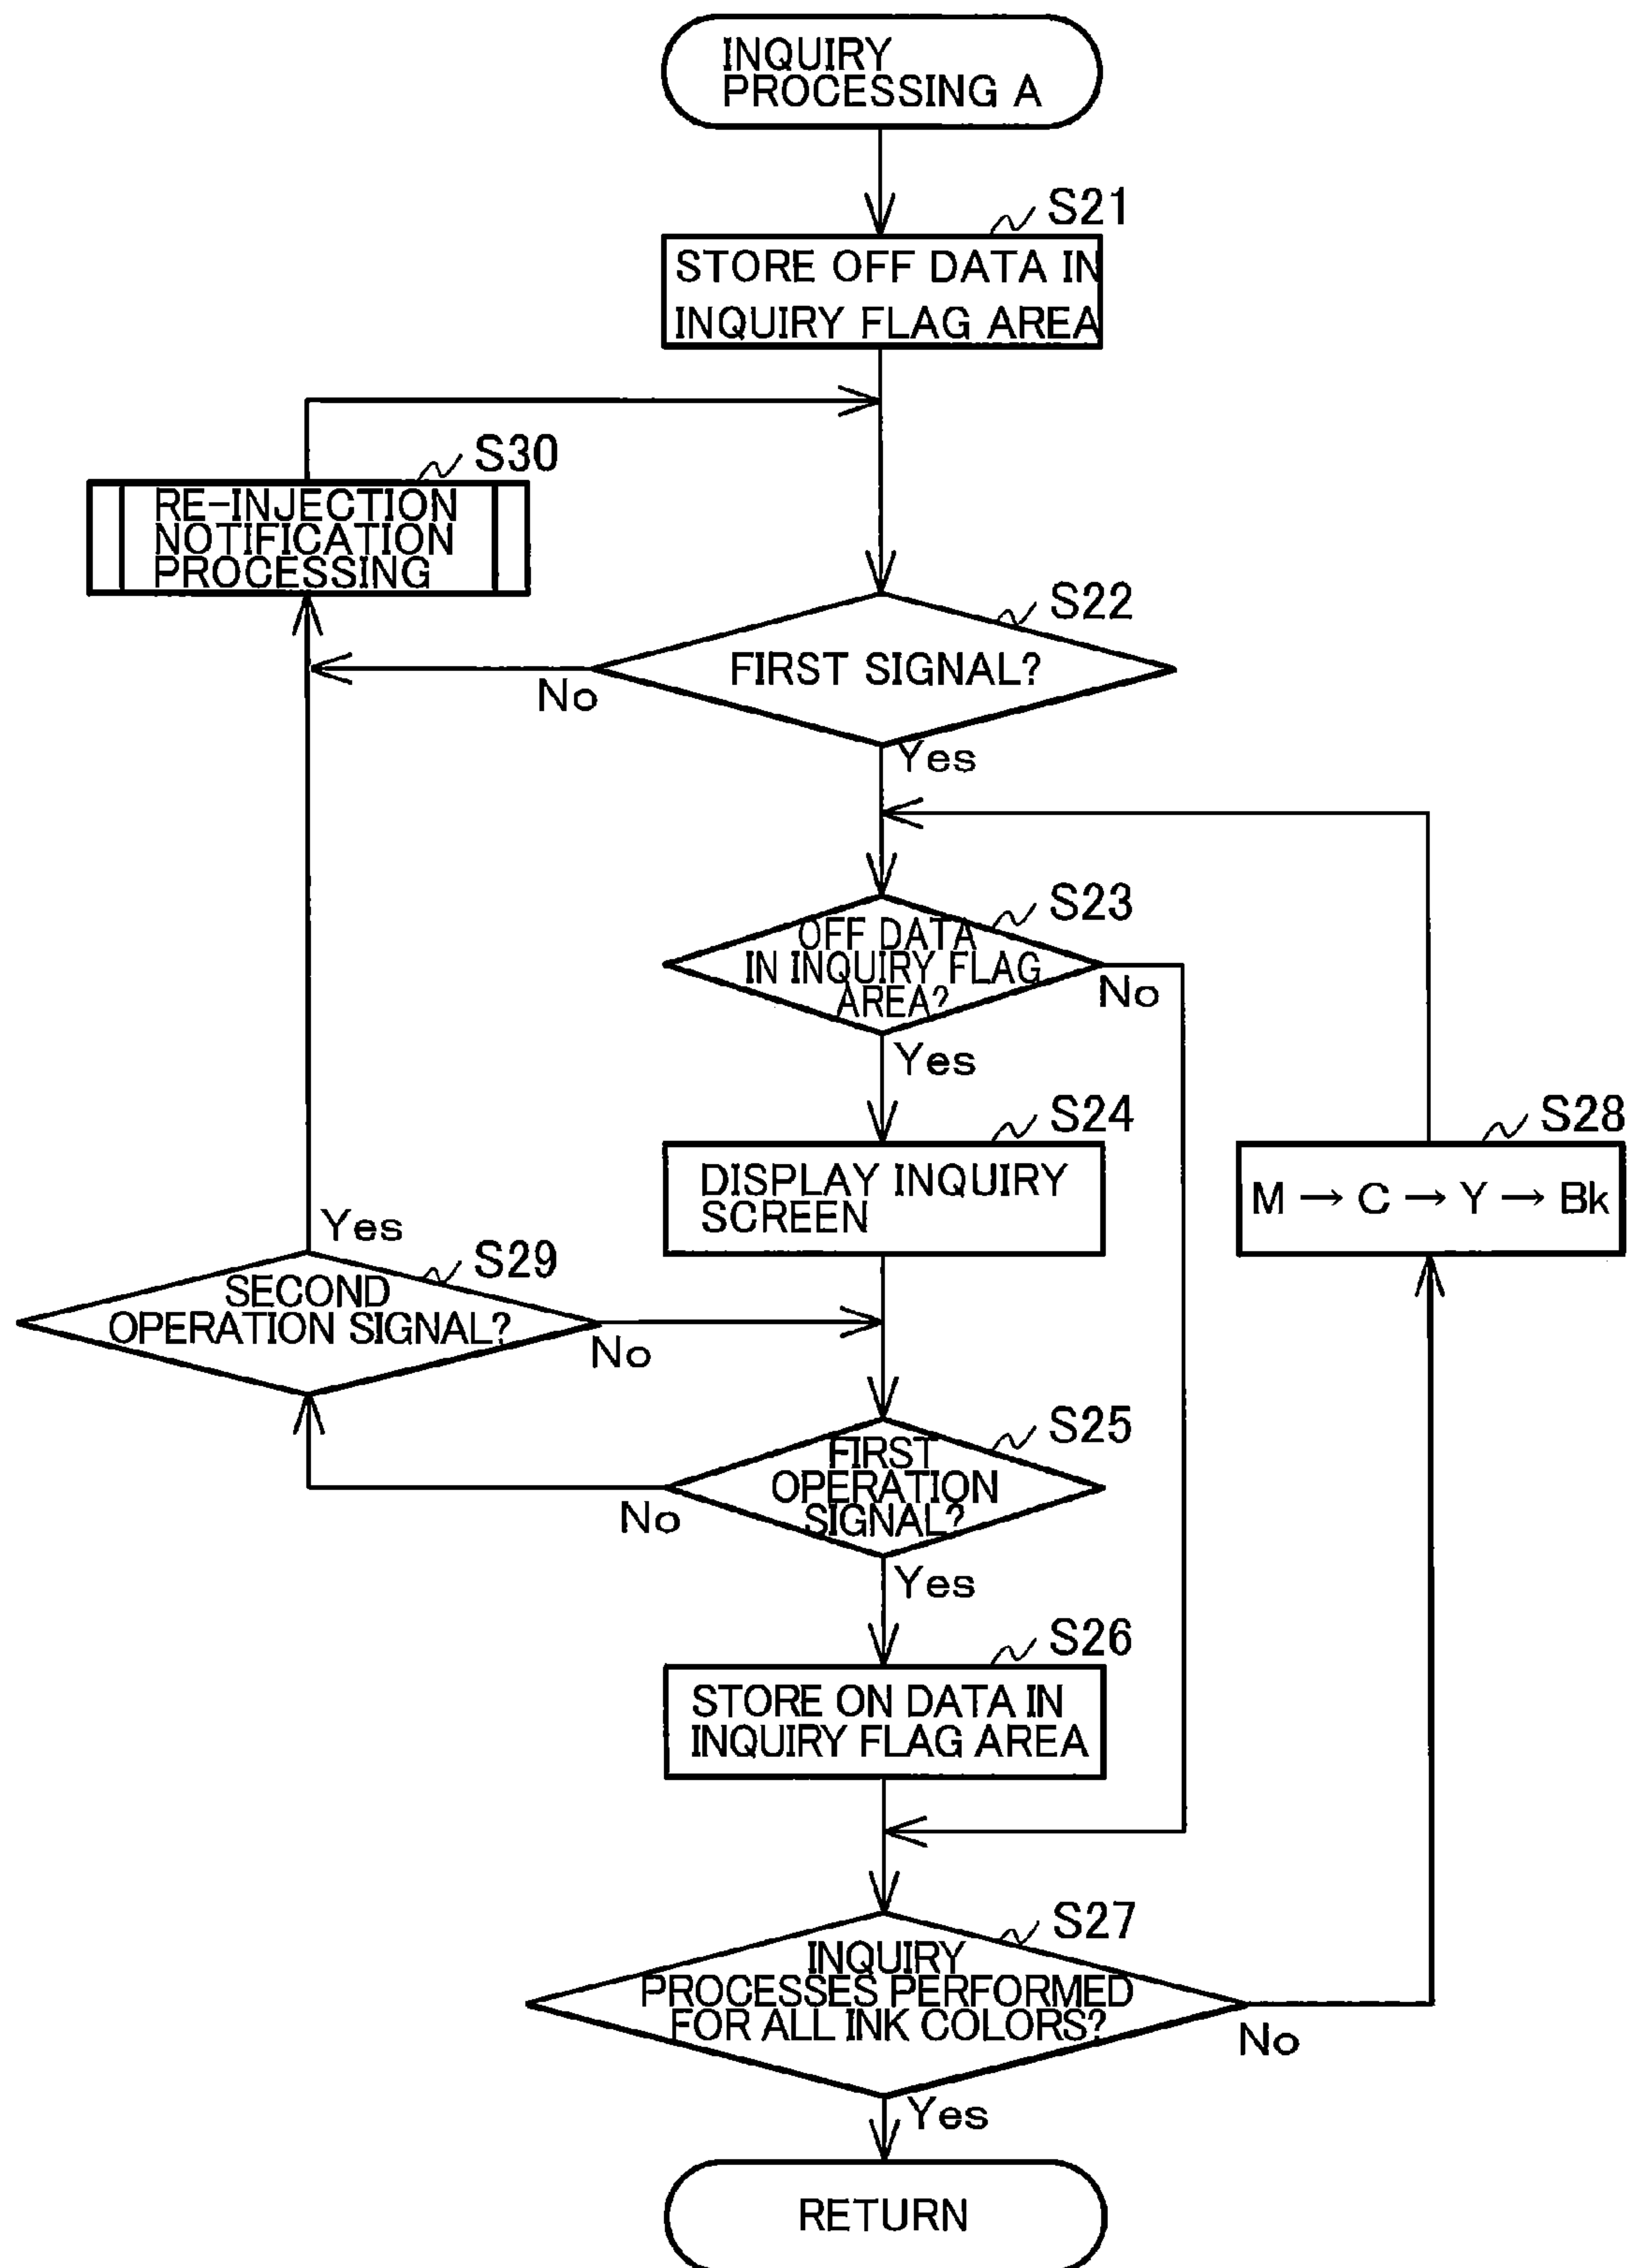 INQUIRY
PROCESSING A
S21
STORE OFF DATA IN
INQUIRY FLAG AREA
S30
RE-INJECTION
NOTIFICATION
PROCESSING
S22
FIRST SIGNAL?
No
Yes
S23
OFF DATA
IN INQUIRY FLAG
AREA?
No
Yes
S24
DISPLAY INQUIRY
SCREEN
S28
M → C → Y → Bk
Yes
S29
SECOND
OPERATION SIGNAL?
No
S25
FIRST
OPERATION
SIGNAL?
No
Yes
S26
STORE ON DATA IN
INQUIRY FLAG AREA
S27
INQUIRY
PROCESSES PERFORMED
FOR ALL INK COLORS?
No
Yes
RETURN